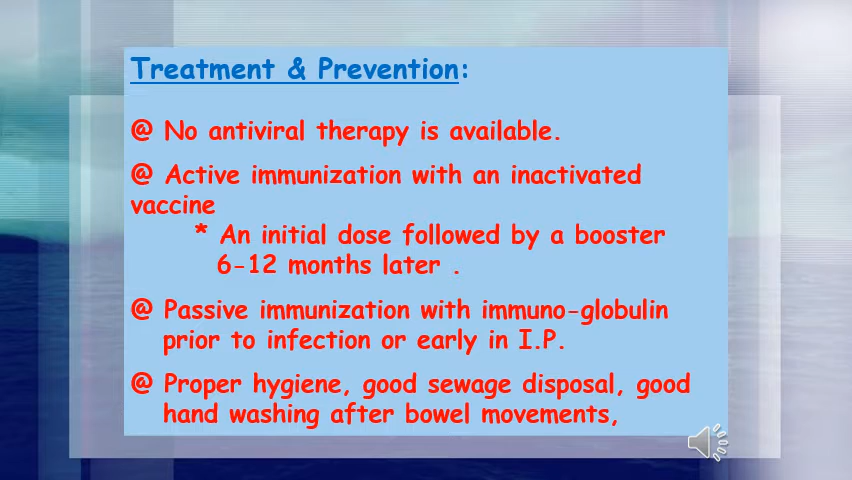 Treatment & Prevention:
@ No antiviral therapy is available.
@ Active immunization with an inactivated
vaccine
* An initial dose followed by a booster
6-12 months later .
@ Passive immunization with immuno-globulin
prior to infection or early in I.P.
@ Proper hygiene, good sewage disposal, good
hand washing after bowel movements,